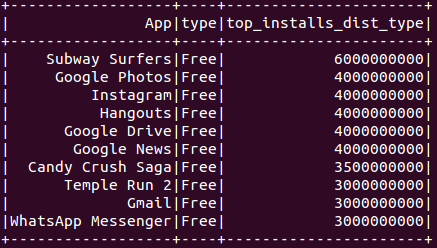 +------------------+----+----------------------+
|               App|type|top_installs_dist_type|
+------------------+----+----------------------+
|    Subway Surfers|Free|            6000000000|
|     Google Photos|Free|            4000000000|
|         Instagram|Free|            4000000000|
|          Hangouts|Free|            4000000000|
|      Google Drive|Free|            4000000000|
|       Google News|Free|            4000000000|
|  Candy Crush Saga|Free|            3500000000|
|      Temple Run 2|Free|            3000000000|
|             Gmail|Free|            3000000000|
|WhatsApp Messenger|Free|            3000000000|
+------------------+----+----------------------+